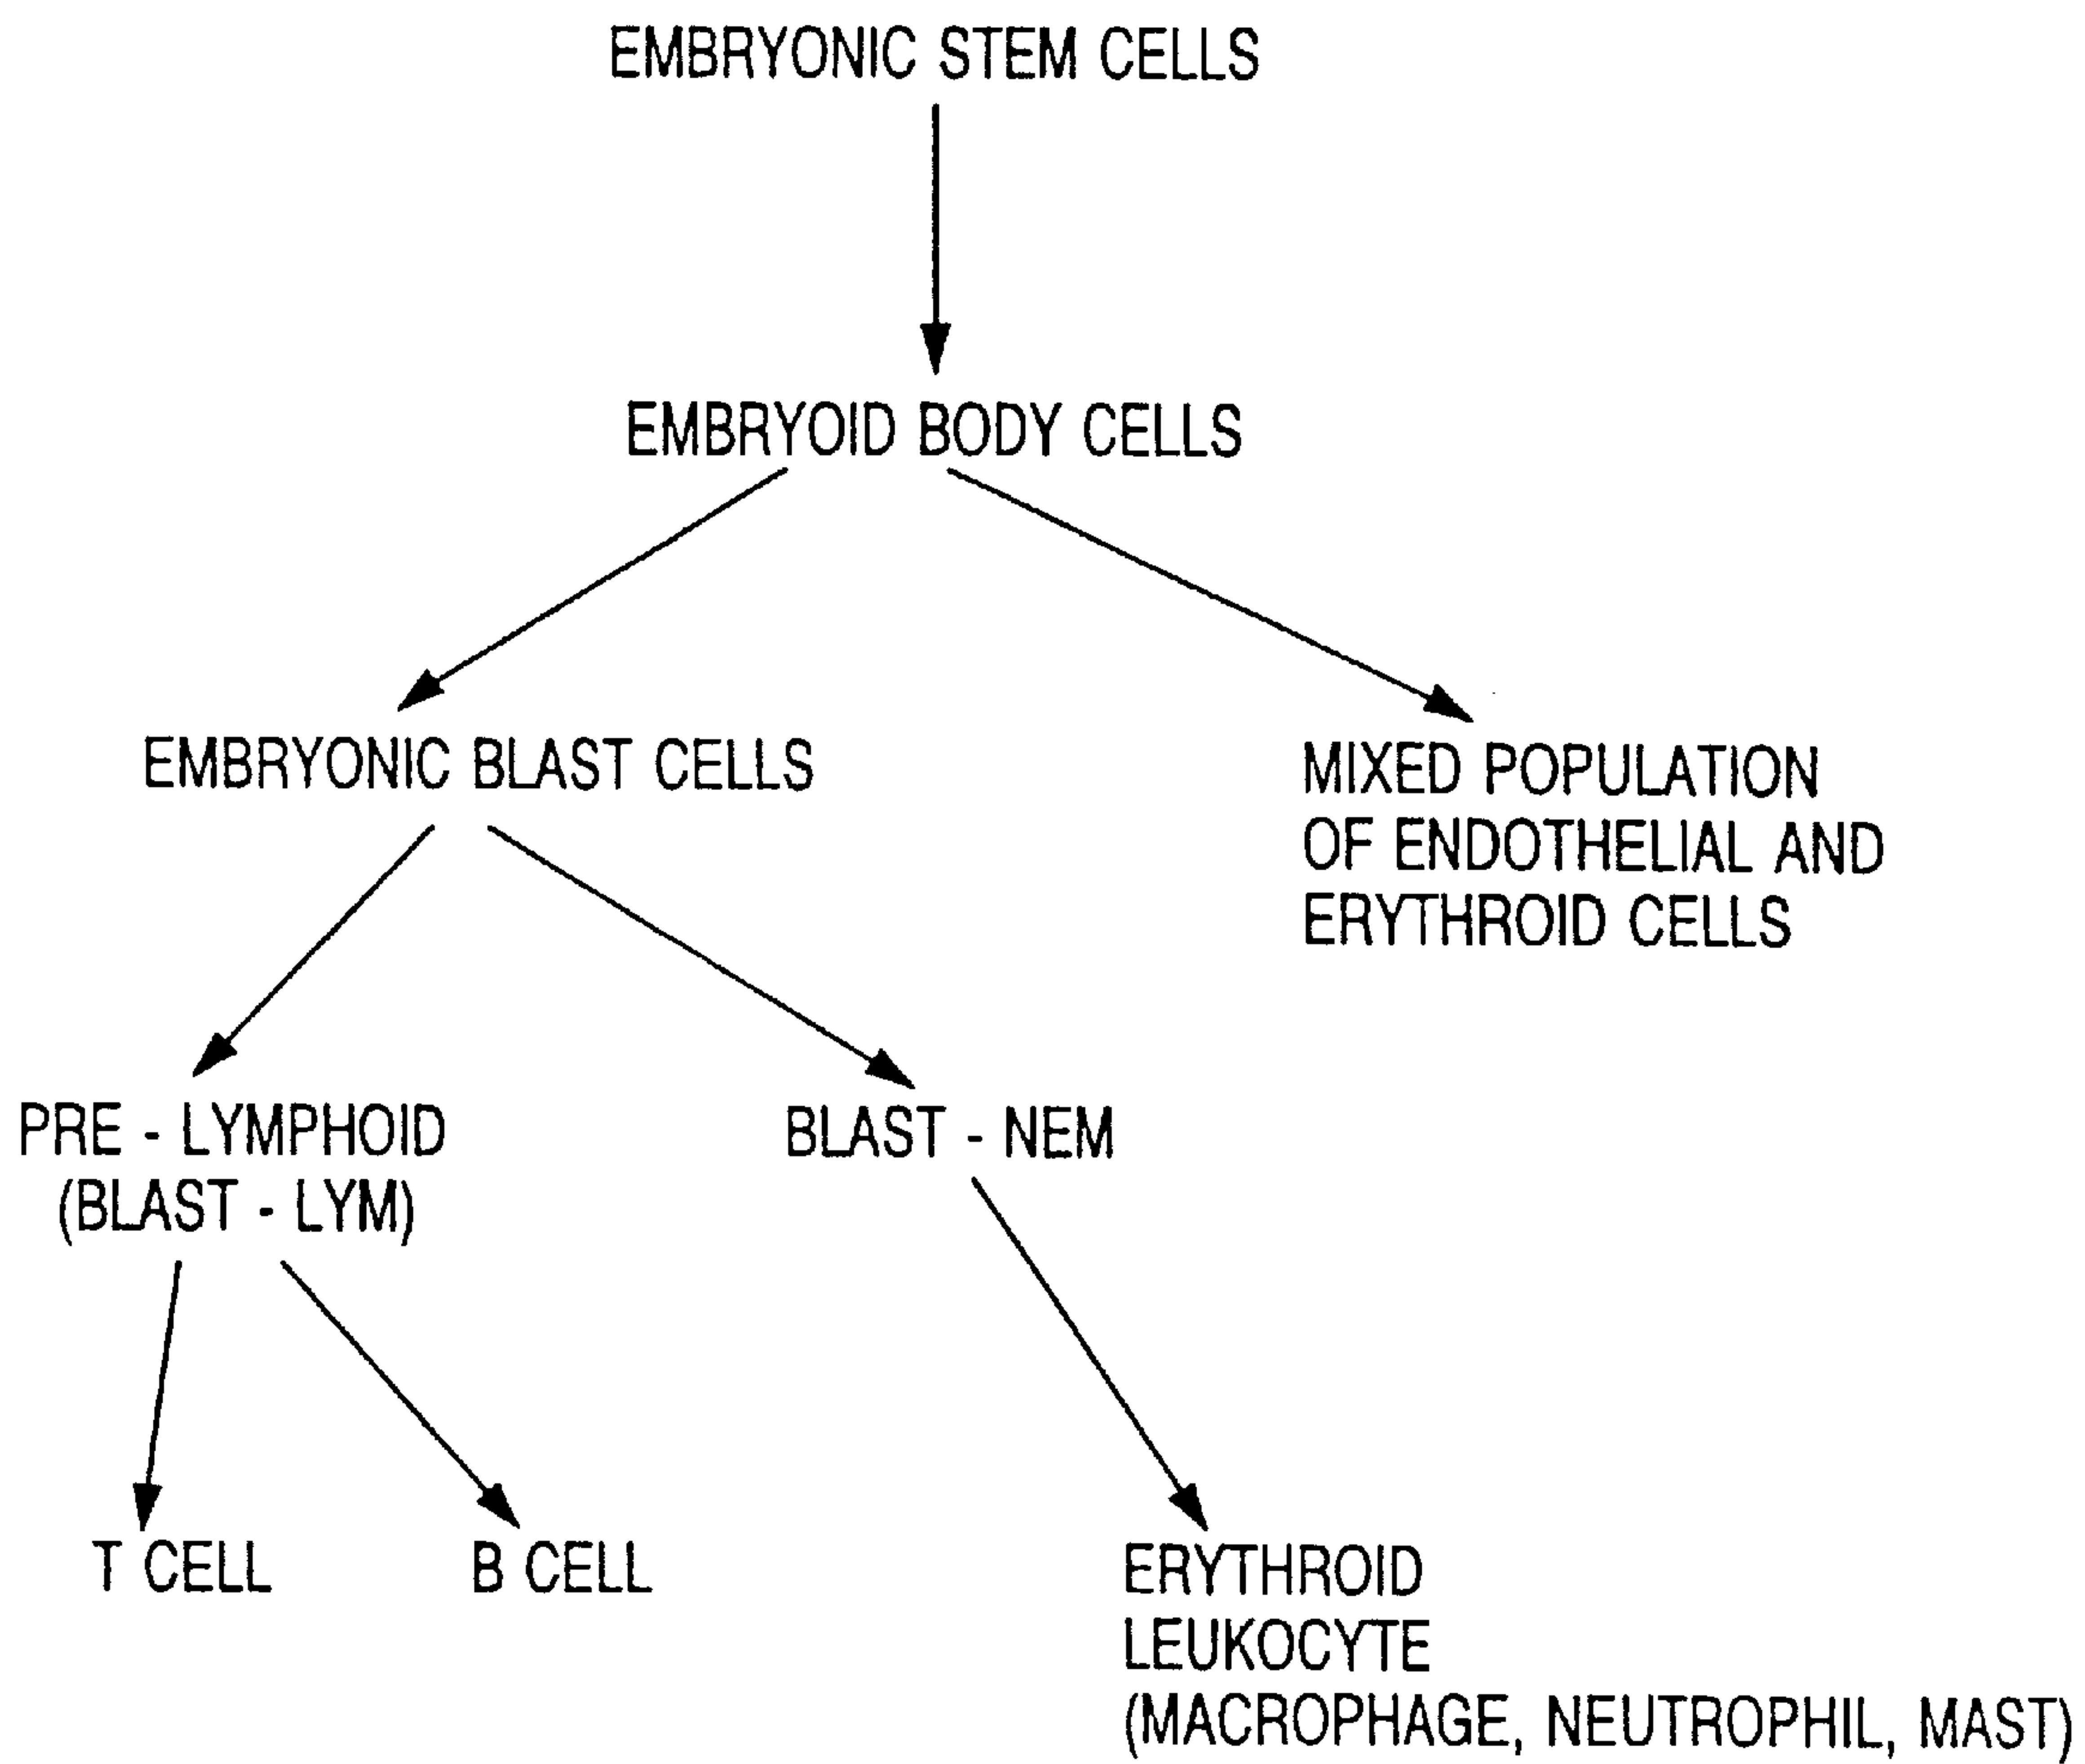 EMBRYONIC STEM CELLS
EMBRYOID BODY CELLS
EMBRYONIC BLAST CELLS
MIXED POPULATION
OF ENDOTHELIAL AND
ERYTHROID CELLS
PRE - LYMPHOID
(BLAST - LYM)
BLAST - NEM
T CELL
B CELL
ERYTHROID
LEUKOCYTE
(MACROPHAGE, NEUTROPHIL, MAST)